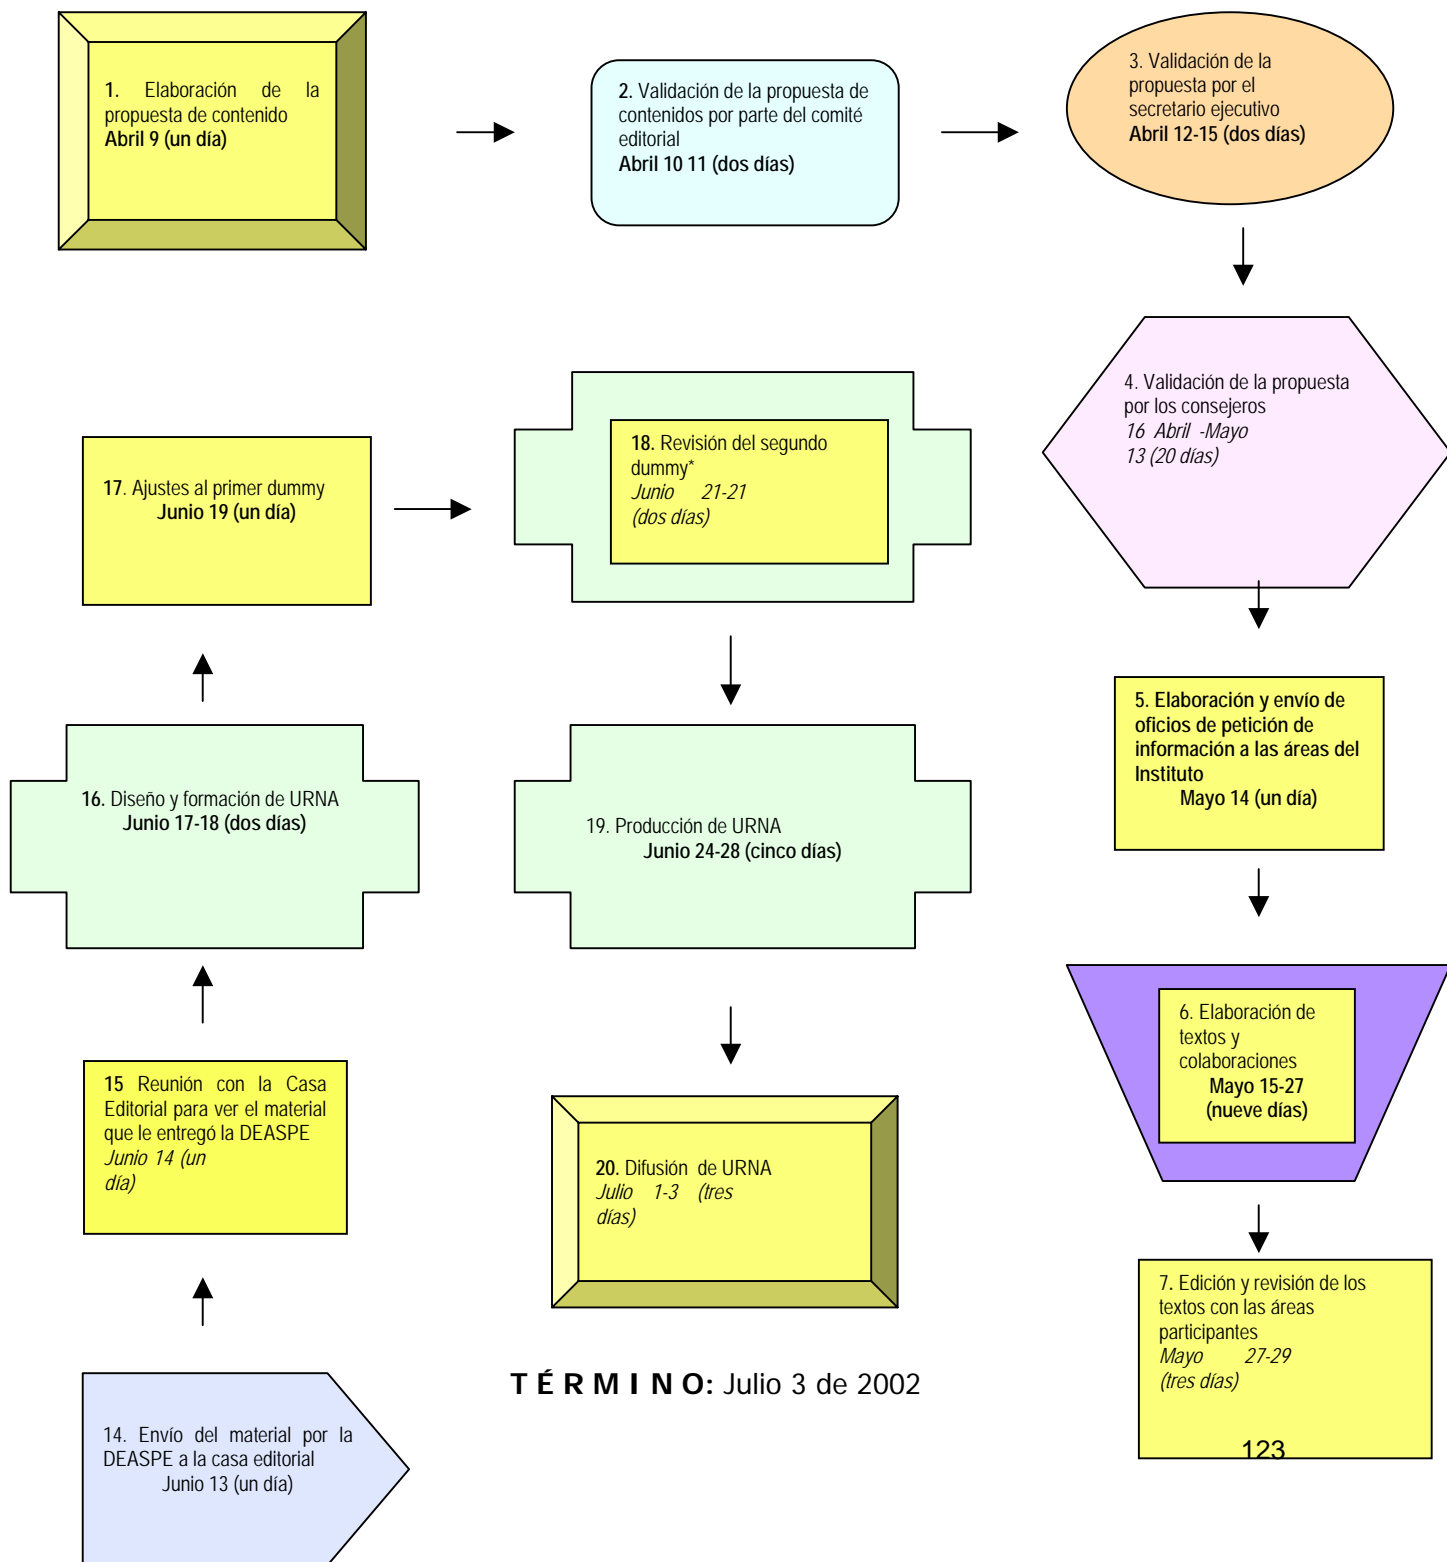 1. Elaboración de la
propuesta de contenido
Abril 9 (un día)
2. Validación de la propuesta de
contenidos por parte del comité
editorial
Abril 10 11 (dos días)
3. Validación de la
propuesta por el
secretario ejecutivo
Abril 12-15 (dos días)
4. Validación de la propuesta
por los consejeros
16 Abril -Mayo
13 (20 días)
5. Elaboración y envío de
oficios de petición de
información a las áreas del
Instituto
Mayo 14 (un día)
6. Elaboración de
textos y
colaboraciones
Mayo 15-27
(nueve días)
7. Edición y revisión de los
textos con las áreas
participantes
Mayo 27-29
(tres días)
123
14. Envío del material por la
DEASPE a la casa editorial
Junio 13 (un día)
15 Reunión con la Casa
Editorial para ver el material
que le entregó la DEASPE
Junio 14 (un
día)
16. Diseño y formación de URNA
Junio 17-18 (dos días)
17. Ajustes al primer dummy
Junio 19 (un día)
18. Revisión del segundo
dummy*
Junio 21-21
(dos días)
19. Producción de URNA
Junio 24-28 (cinco días)
20. Difusión de URNA
Julio 1-3 (tres
días)
T É R M I N O: Julio 3 de 2002